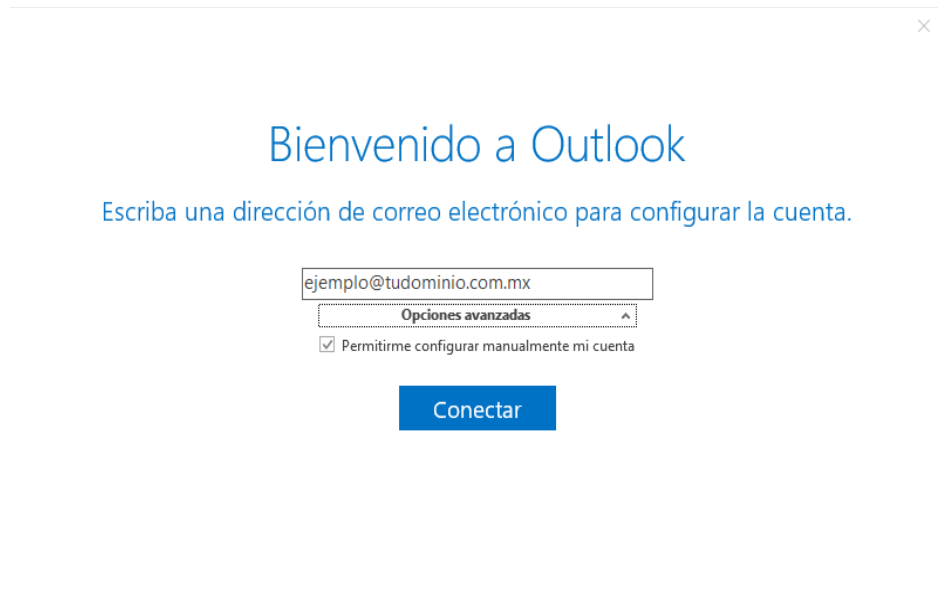 Bienvenido a Outlook
Escriba una dirección de correo electrónico para configurar la cuenta.
ejemplo@tudominio.com.mx
Opciones avanzadas
Permitirme configurar manualmente mi cuenta
Conectar